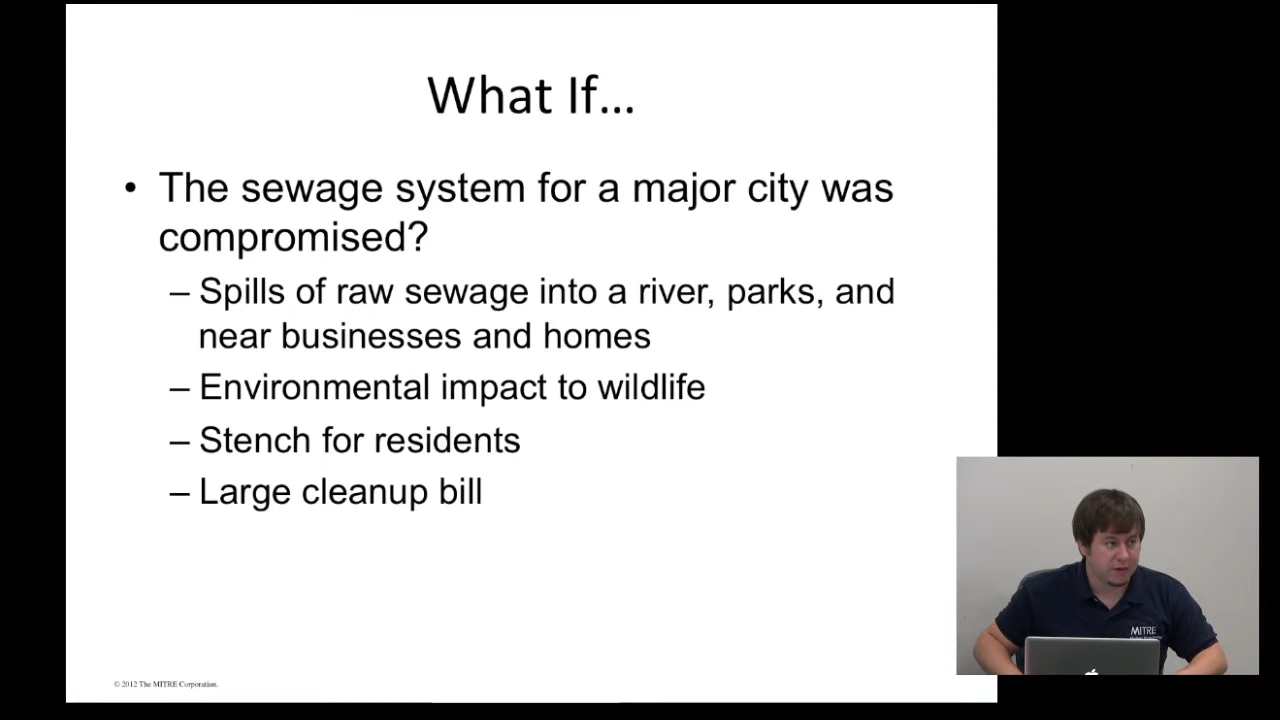 What If...
• The sewage system for a major city was
compromised?
– Spills of raw sewage into a river, parks, and
near businesses and homes
– Environmental impact to wildlife
– Stench for residents
– Large cleanup bill
© 2012 The MITRE Corporation.
MITRE